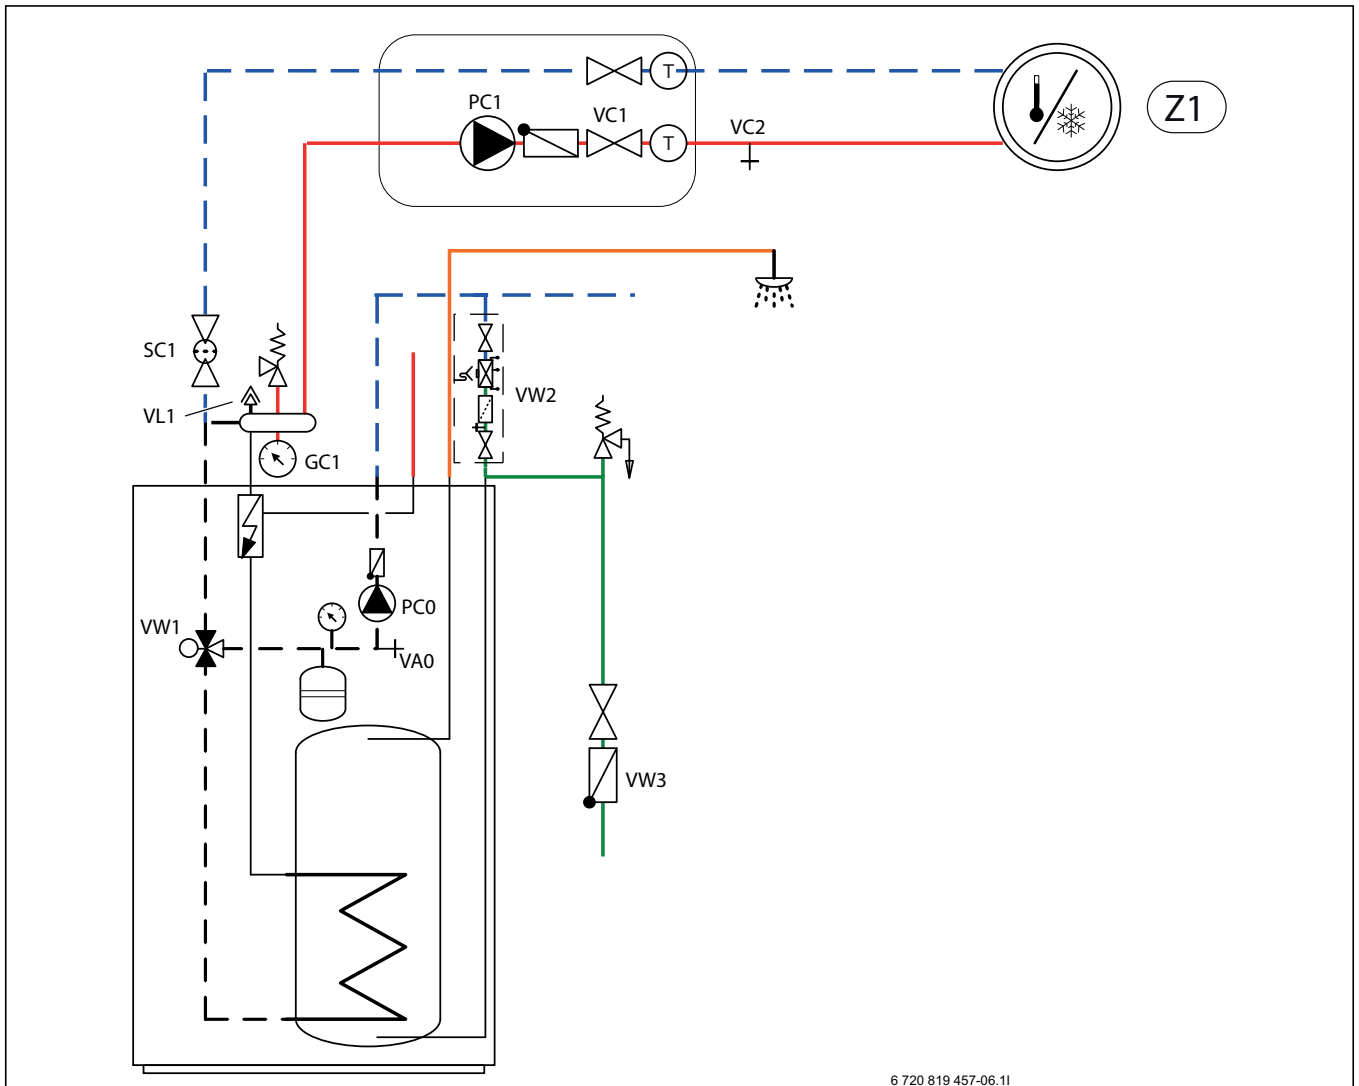 T
PC1
VC1
T
VC2
Z1
SC1
VL1
GC1
VW2
PC0
VW1
VA0
VW3
6 720 819 457-06.1I